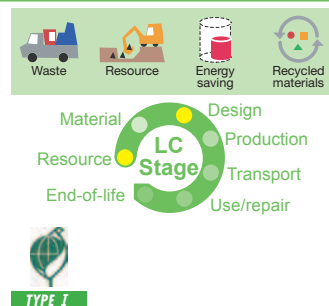 Waste
Resource
Energy
saving
Recycled
materials
Design
Material
LC
Stage
Production
Resource
Transport
End-of-life
Use/repair
TYPE I